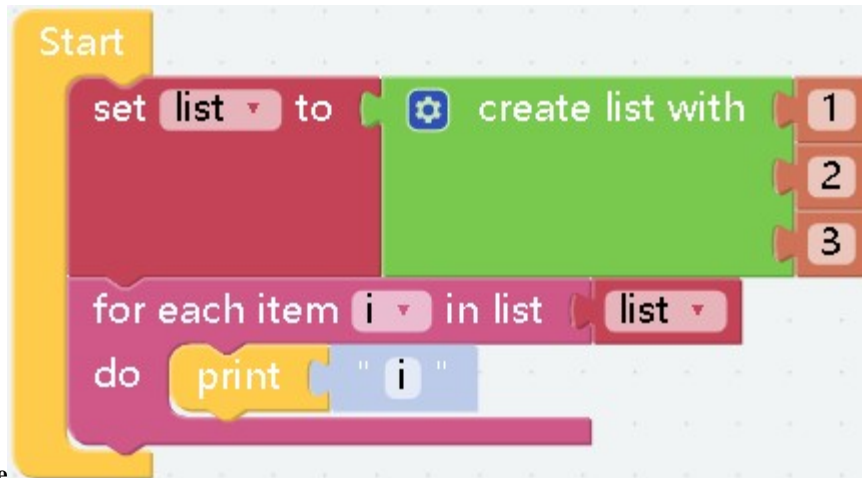 Start
set list to create list with 1
2
3
for each item i in list list
do print " i "
e